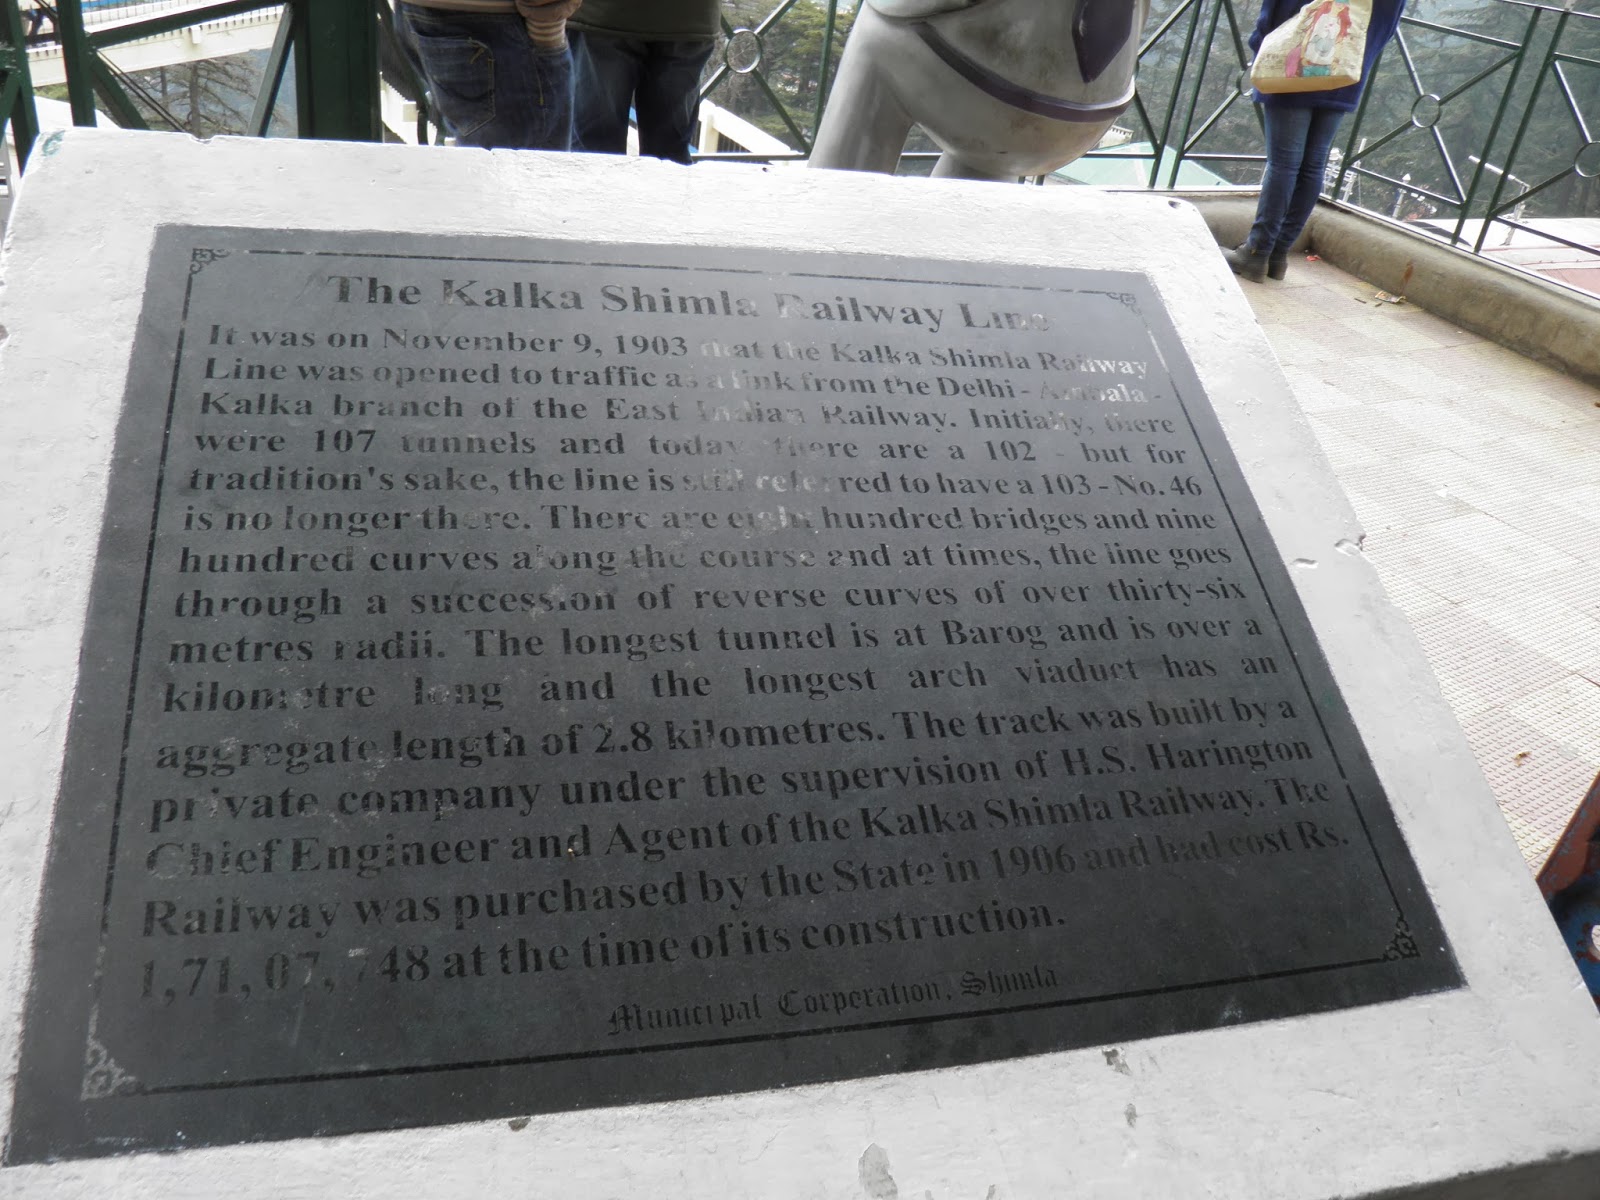 The Kalka Shimla Railway Line
It was on November 9, 1903 that the Kalka Shimla Railway
Line was opened to traffic as a link from the Delhi - Ambala -
Kalka branch of the East Indian Railway. Initially, there
were 107 tunnels and today there are a 102 - but for
tradition's sake, the line is still referred to have a 103 - No. 46
is no longer there. There are eight hundred bridges and nine
hundred curves along the course and at times, the line goes
through a succession of reverse curves of over thirty-six
metres radii. The longest tunnel is at Barog and is over a
kilometre long and the longest arch viaduct has an
aggregate length of 2.8 kilometres. The track was built by a
private company under the supervision of H.S. Harington
Chief Engineer and Agent of the Kalka Shimla Railway. The
Railway was purchased by the State in 1906 and had cost Rs.
1,71, 07, 748 at the time of its construction.
Municipal Corporation, Shimla